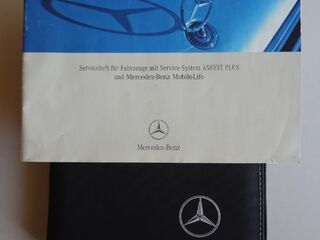 Serviceheft für Fahrzeuge mit Service-System ASSYST PLUS
und Mercedes-Benz MobiloLife
Mercedes-Benz